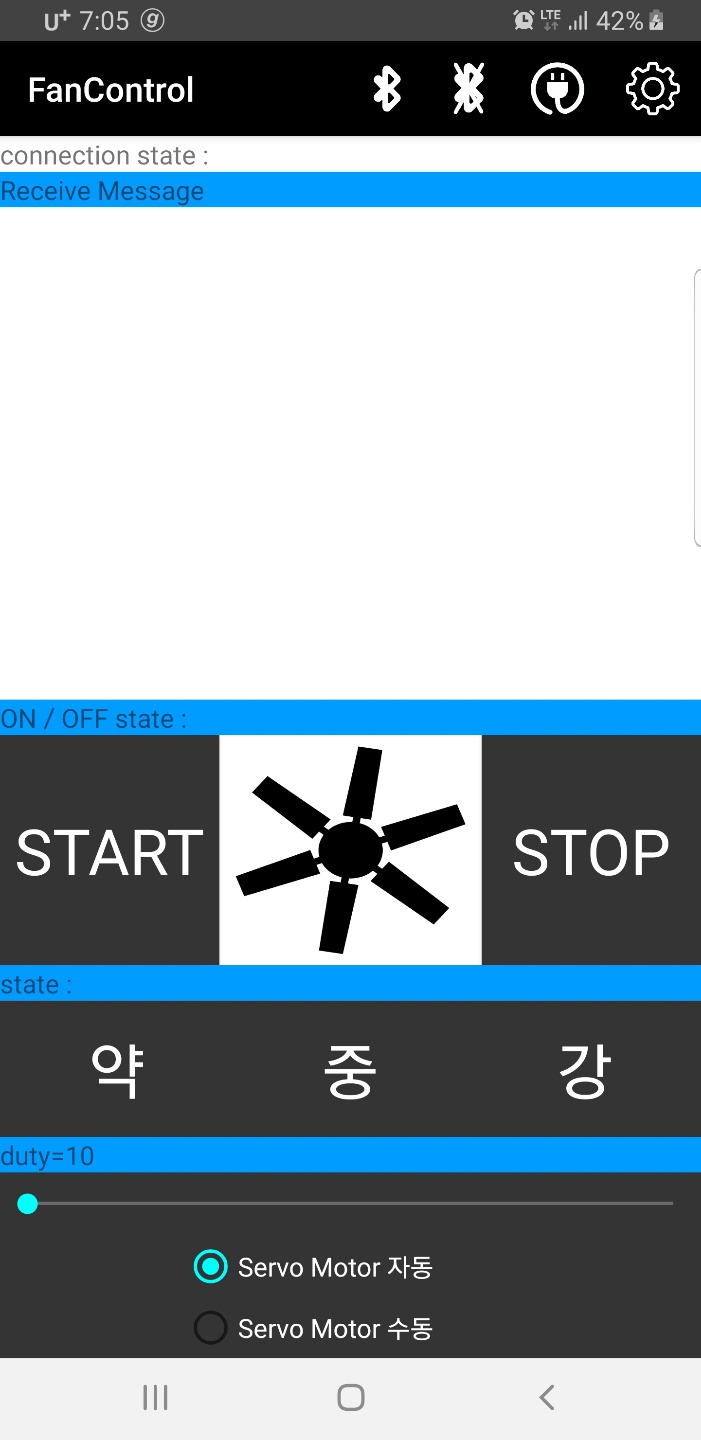 U+ 7:05 g LTE 42%
FanControl
connection state :
Receive Message
ON / OFF state :
START STOP
state :
약 중 강
duty=10
Servo Motor 자동
Servo Motor 수동